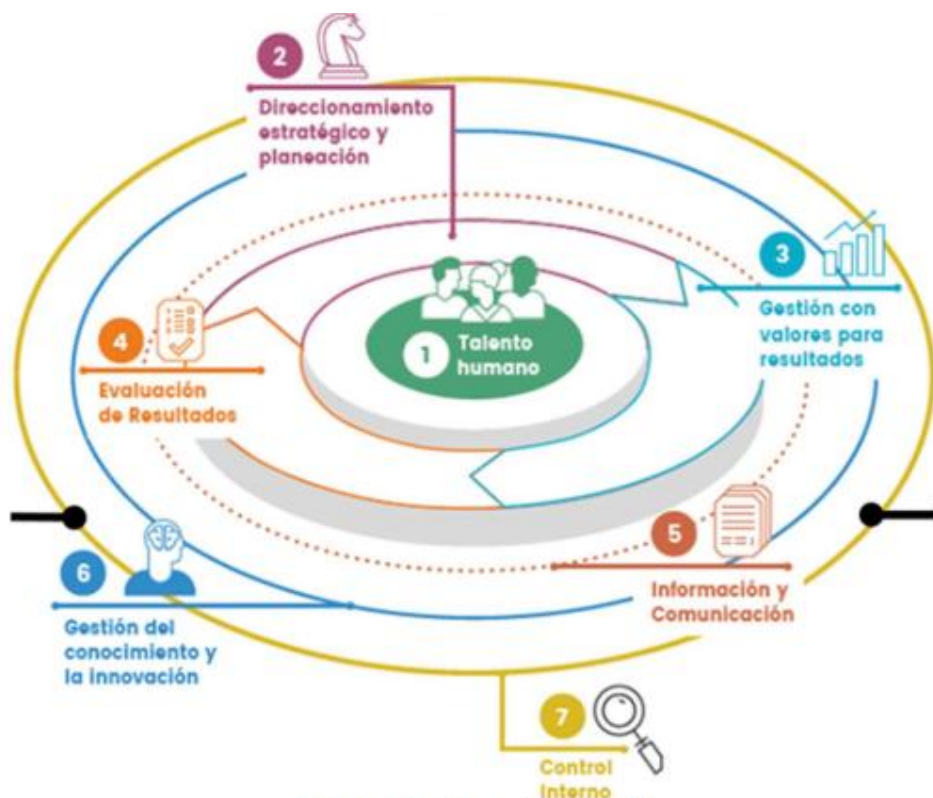 2
Direccionamiento
estratégico y
planeación
3
Gestión con
valores para
resultados
1
Talento
humano
4
Evaluación
de Resultados
5
Información y
Comunicación
6
Gestión del
conocimiento y
la innovación
7
Control
Interno